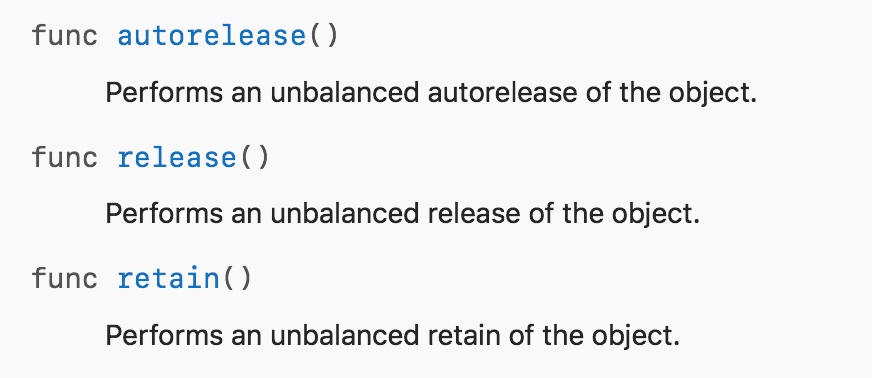 func autorelease()
Performs an unbalanced autorelease of the object.
func release()
Performs an unbalanced release of the object.
func retain()
Performs an unbalanced retain of the object.